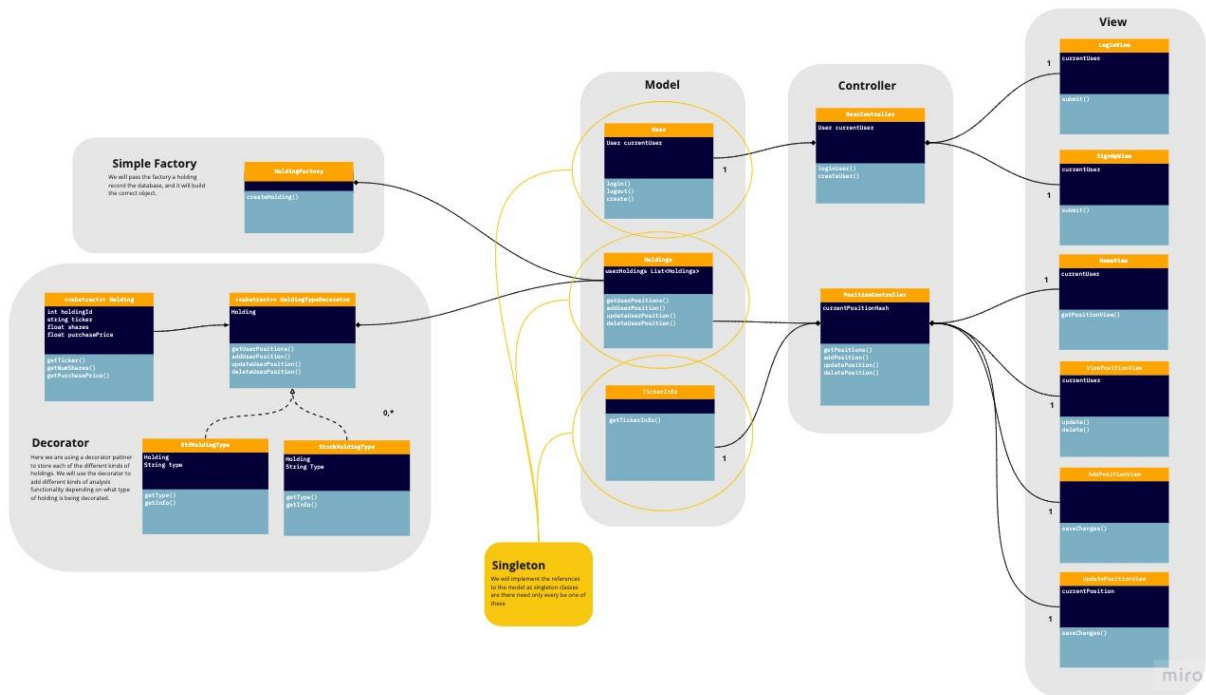 Simple Factory
We will pass the factory a holding
record the database, and it will build
the correct object.
HoldingFactory
createHolding()
<<abstract>> Holding
int holdingId
string ticker
float shares
float purchasePrice
getTicker()
getNumShares()
getPurchasePrice()
<<abstract>> HoldingTypeDecorator
Holding
getUserPositions()
addUserPosition()
updateUserPosition()
deleteUserPosition()
0,*
Decorator
Here we are using a decorator pattner
to store each of the different kinds of
holdings. We will use the decorator to
add different kinds of analysis
functionality depending on what type
of holding is being decorated.
EtfHoldingType
Holding
String type
getType()
getInfo()
StockHoldingType
Holding
String Type
getType()
getInfo()
Singleton
We will implement the references
to the model as singleton classes
are there need only every be one of
these
Model
User
User currentUser
login()
logout()
create()
1
Holdings
userHoldings List<Holdings>
getUserPositions()
addUserPosition()
updateUserPosition()
deleteUserPosition()
TickerInfo
getTickerInfo()
1
Controller
UserController
User currentUser
loginUser()
createUser()
PositionController
currentPositionHash
getPositions()
addPosition()
updatePosition()
deletePosition()
View
LoginView
1
currentUser
submit()
SignUpView
currentUser
1
submit()
HomeView
1
currentUser
getPositionView()
ViewPositionView
currentUser
1
update()
delete()
AddPositionView
1
saveChanges()
UpdatePositionView
currentPosition
1
saveChanges()
miro